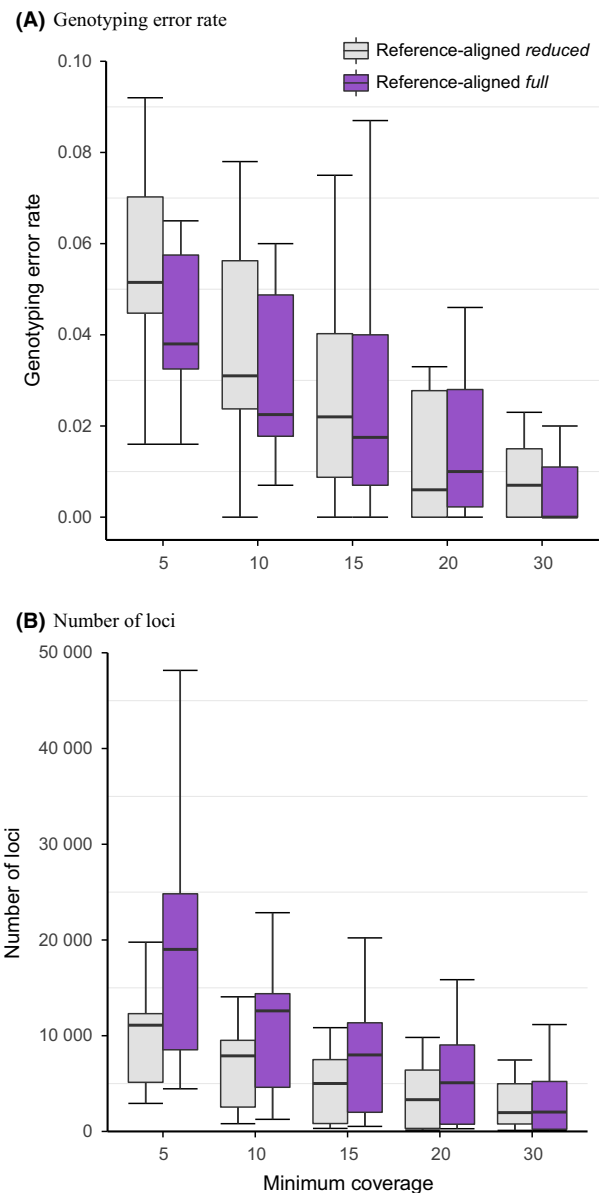 (A) Genotyping error rate
Reference-aligned reduced
Reference-aligned full
0.10
0.08
0.06
0.04
0.02
0.00
Genotyping error rate
5 10 15 20 30
(B) Number of loci
50 000
40 000
30 000
20 000
10 000
0
Number of loci
5 10 15 20 30
Minimum coverage